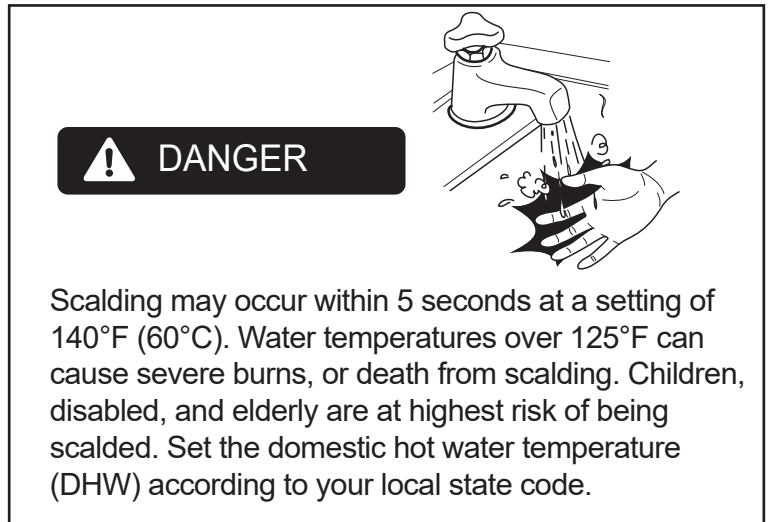 DANGER
Scalding may occur within 5 seconds at a setting of
140°F (60°C). Water temperatures over 125°F can
cause severe burns, or death from scalding. Children,
disabled, and elderly are at highest risk of being
scalded. Set the domestic hot water temperature
(DHW) according to your local state code.